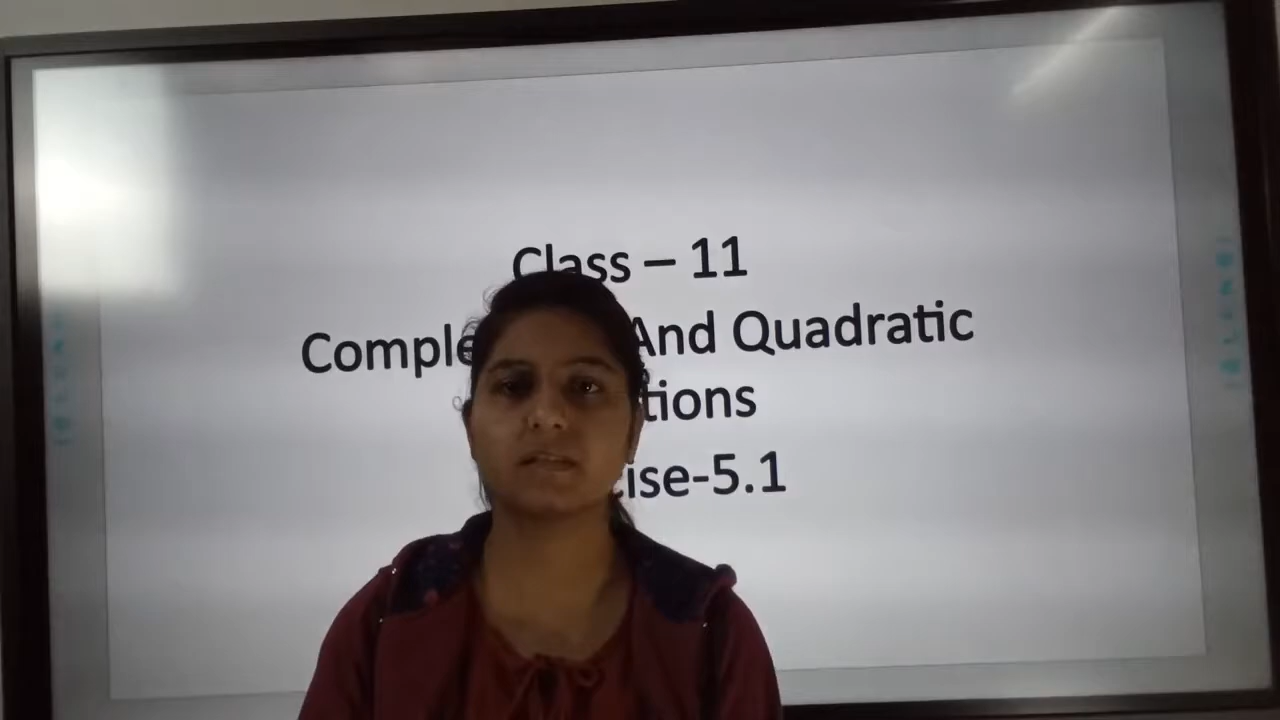 Class – 11
Comple And Quadratic
tions
cise-5.1